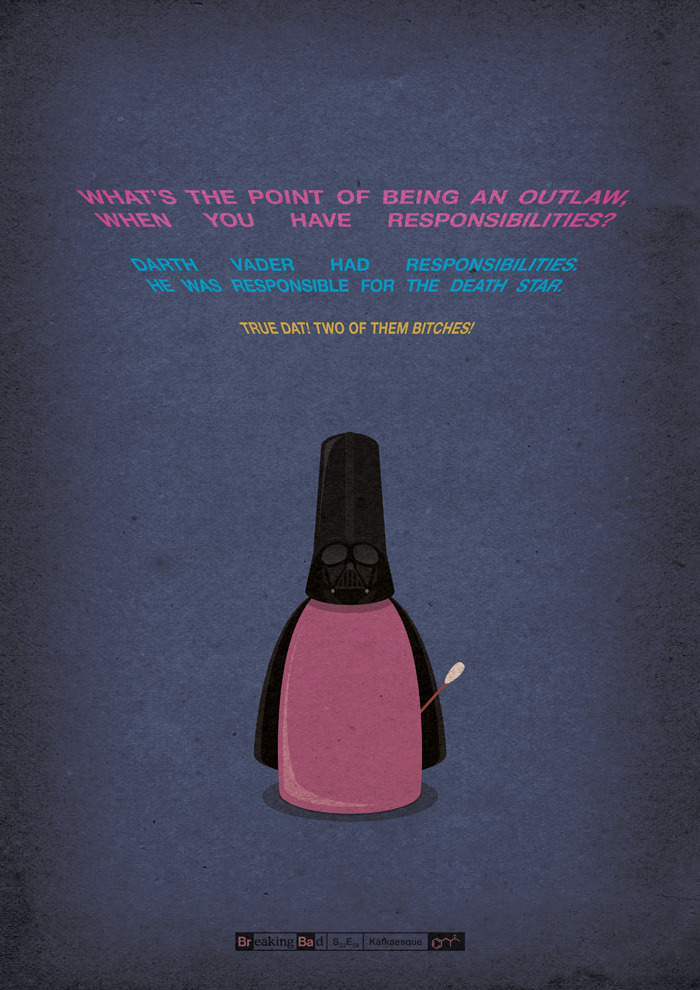 WHAT'S THE POINT OF BEING AN OUTLAW,
WHEN YOU HAVE RESPONSIBILITIES?
DARTH VADER HAD RESPONSIBILITIES.
HE WAS RESPONSIBLE FOR THE DEATH STAR.
TRUE DAT! TWO OF THEM BITCHES!
Breaking Bad S E Kafkaesque